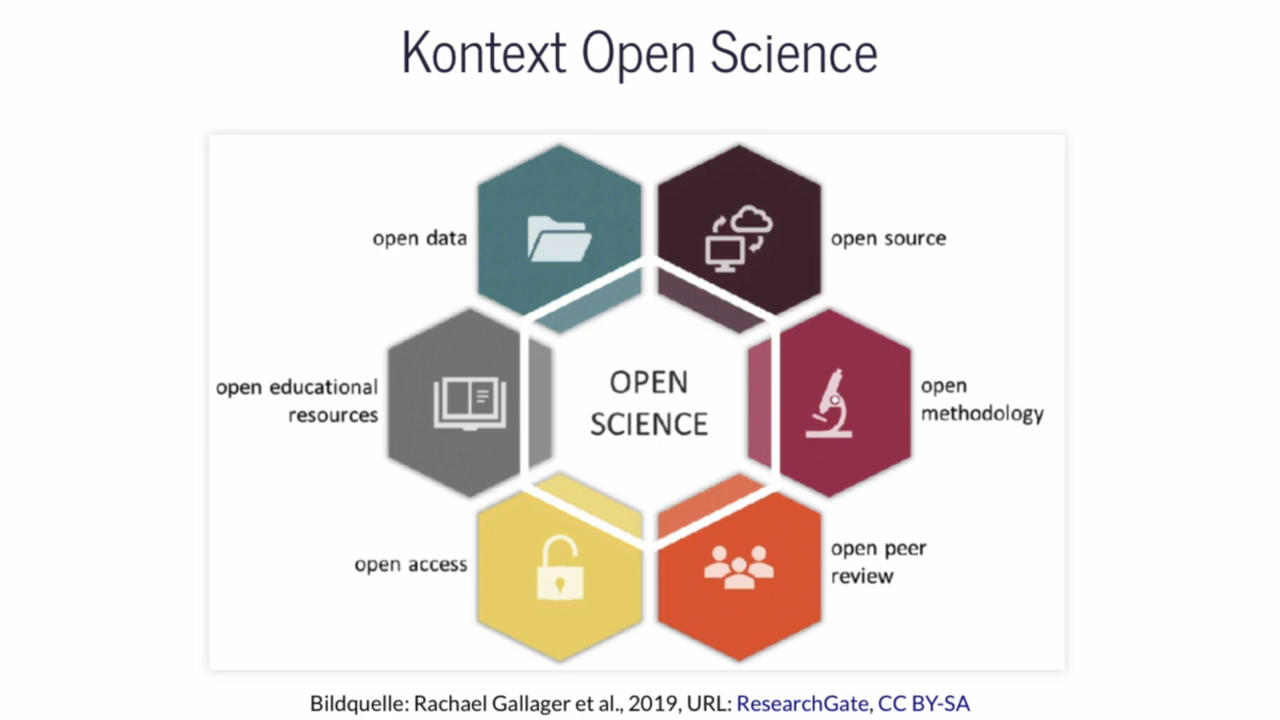 Kontext Open Science
open data
open source
open educational
resources
OPEN
SCIENCE
open
methodology
open access
open peer
review
Bildquelle: Rachael Gallager et al., 2019, URL: ResearchGate, CC BY-SA